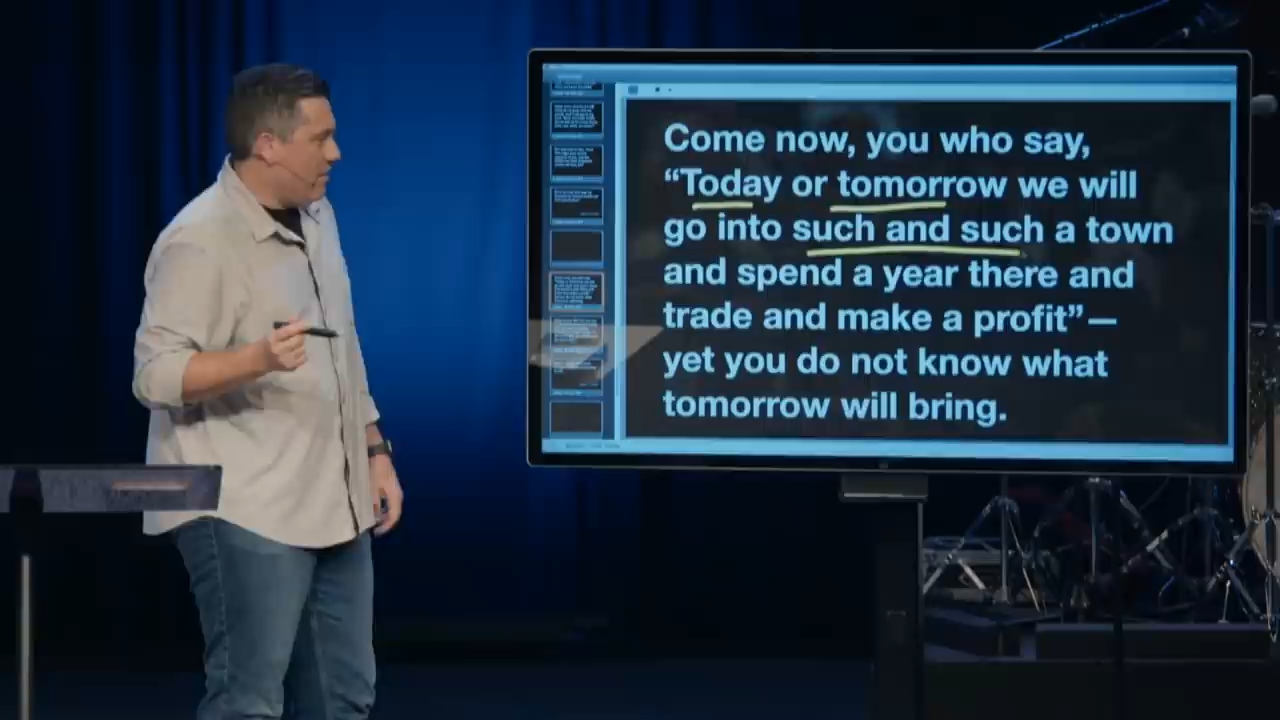 Come now, you who say,
“Today or tomorrow we will
go into such and such a town
and spend a year there and
trade and make a profit”—
yet you do not know what
tomorrow will bring.